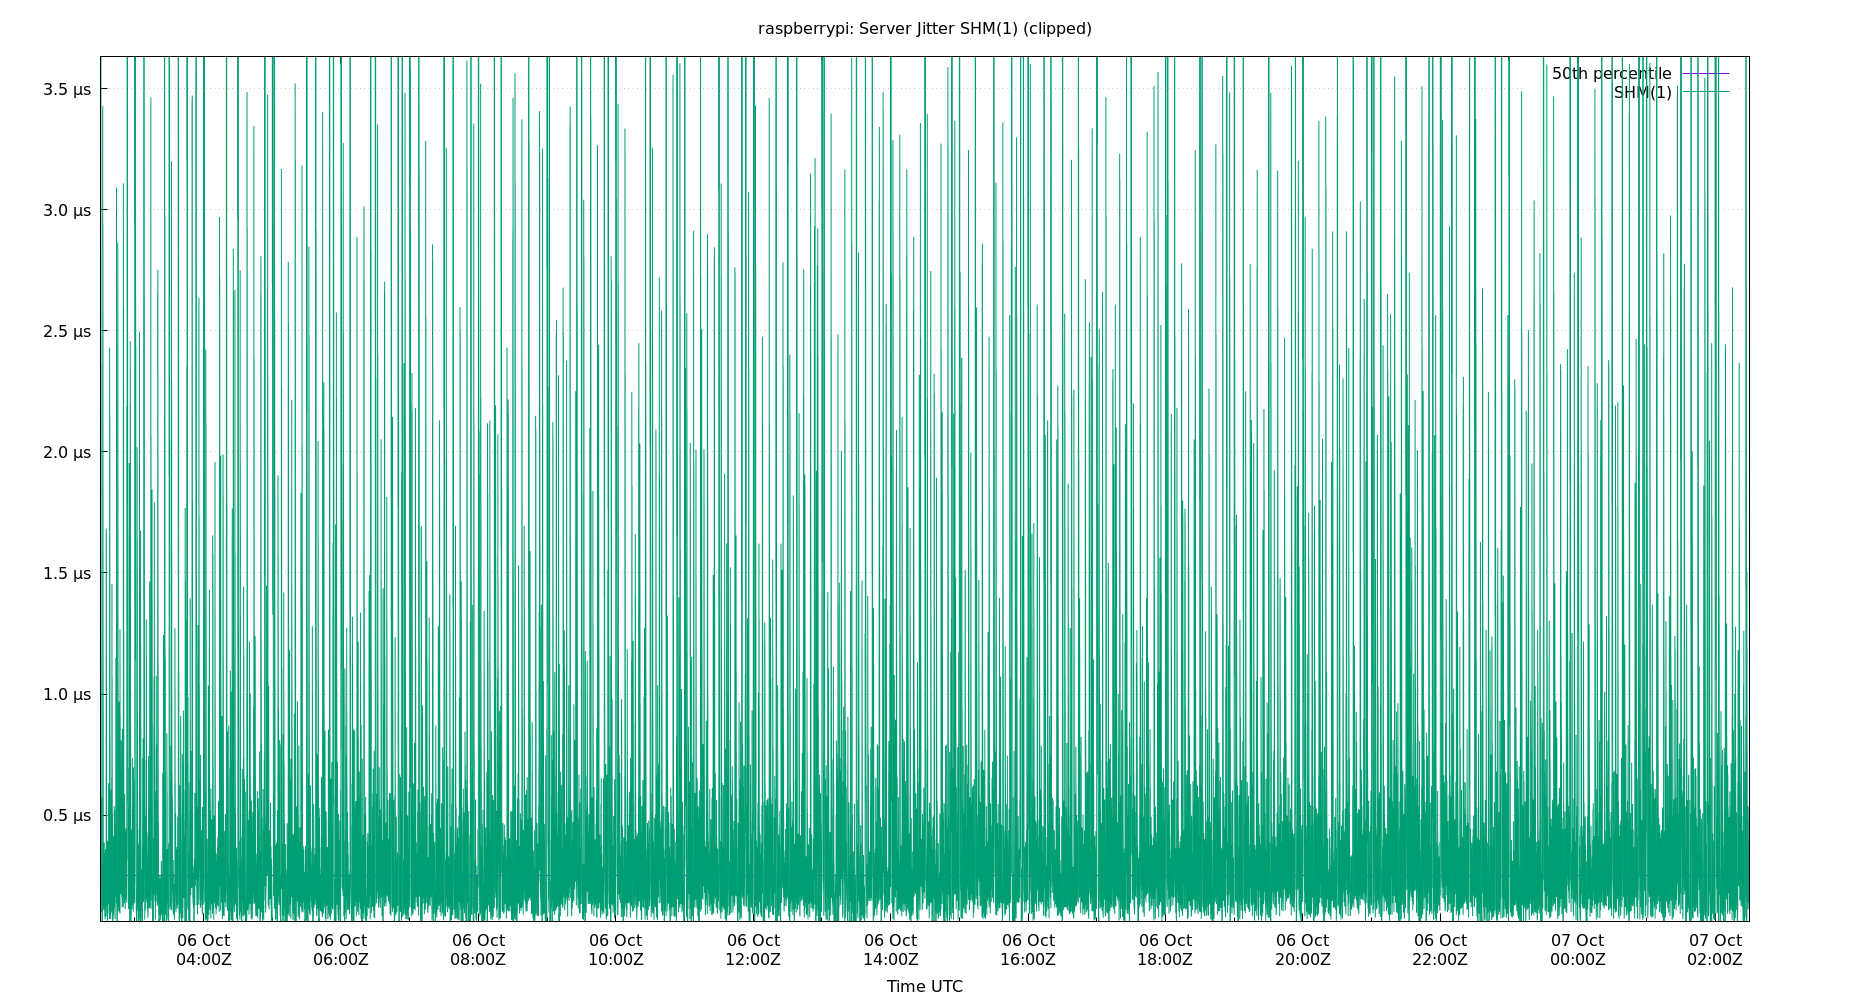 raspberrypi: Server Jitter SHM(1) (clipped)
50th percentile
SHM(1)
3.5 μs
3.0 μs
2.5 μs
2.0 μs
1.5 μs
1.0 μs
0.5 μs
06 Oct 06 Oct 06 Oct 06 Oct 06 Oct 06 Oct 06 Oct 06 Oct 06 Oct 06 Oct 07 Oct 07 Oct
04:00Z 06:00Z 08:00Z 10:00Z 12:00Z 14:00Z 16:00Z 18:00Z 20:00Z 22:00Z 00:00Z 02:00Z
Time UTC